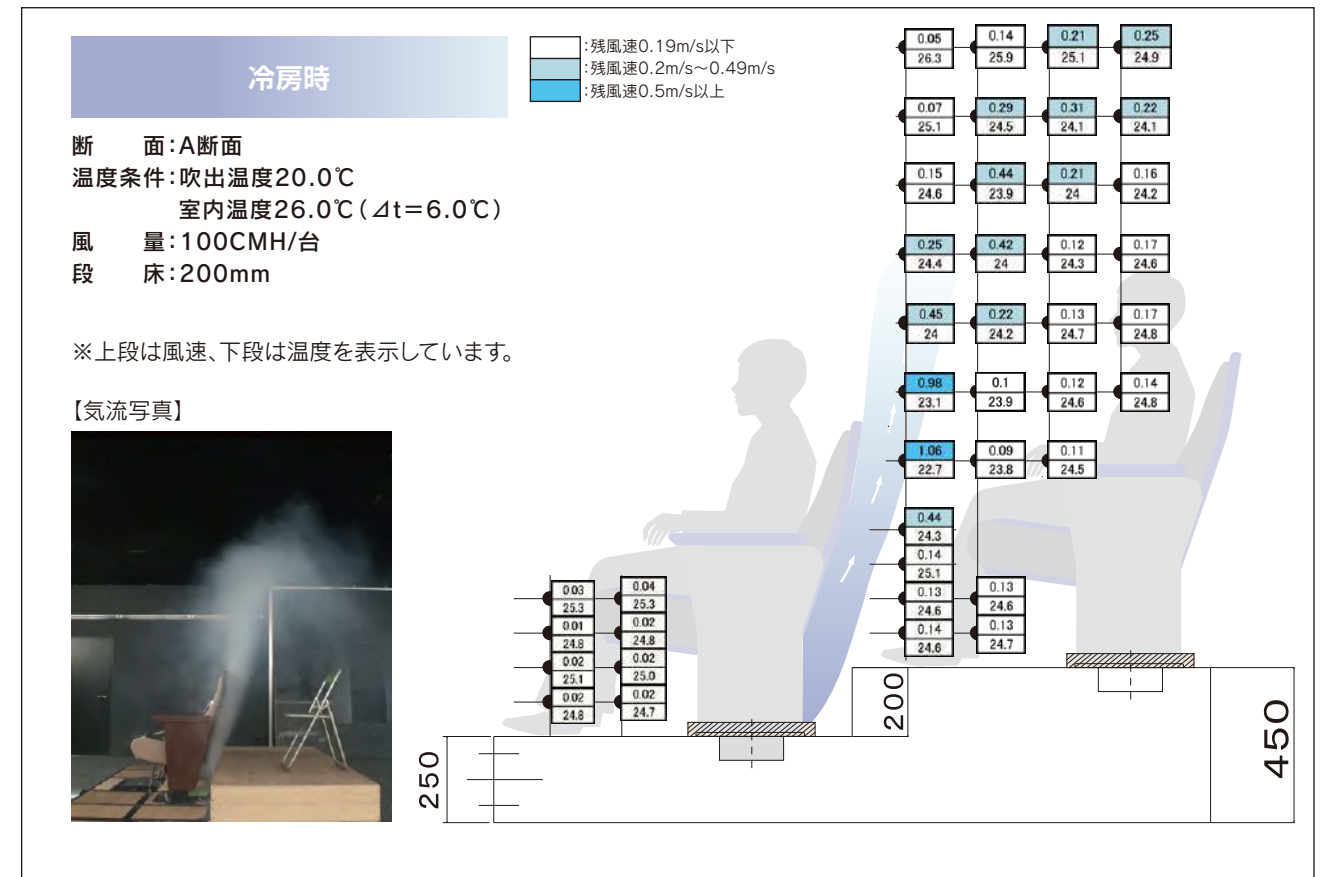 冷房時
:残風速0.19m/s以下
:残風速0.2m/s～0.49m/s
:残風速0.5m/s以上
断　　面:A断面
温度条件:吹出温度20.0℃
室内温度26.0℃(⊿t＝6.0℃)
風　　量:100CMH/台
段　　床:200mm
※上段は風速、下段は温度を表示しています。
【気流写真】
0.05 0.14 0.21 0.25
26.3 25.9 25.1 24.9
0.07 0.29 0.31 0.22
25.1 24.5 24.1 24.1
0.15 0.44 0.21 0.16
24.6 23.9 24 24.2
0.25 0.42 0.12 0.17
24.4 24 24.3 24.6
0.45 0.22 0.13 0.17
24 24.2 24.7 24.8
0.98 0.1 0.12 0.14
23.1 23.9 24.6 24.8
1.06 0.09 0.11
22.7 23.8 24.5
0.44
24.3
0.14
25.1
0.13 0.13
24.6 24.6
0.14 0.13
24.6 24.7
0.03 0.04
25.3 25.3
0.01 0.02
24.8 24.8
0.02 0.02
25.1 25.0
0.02 0.02
24.8 24.7
250
200
450